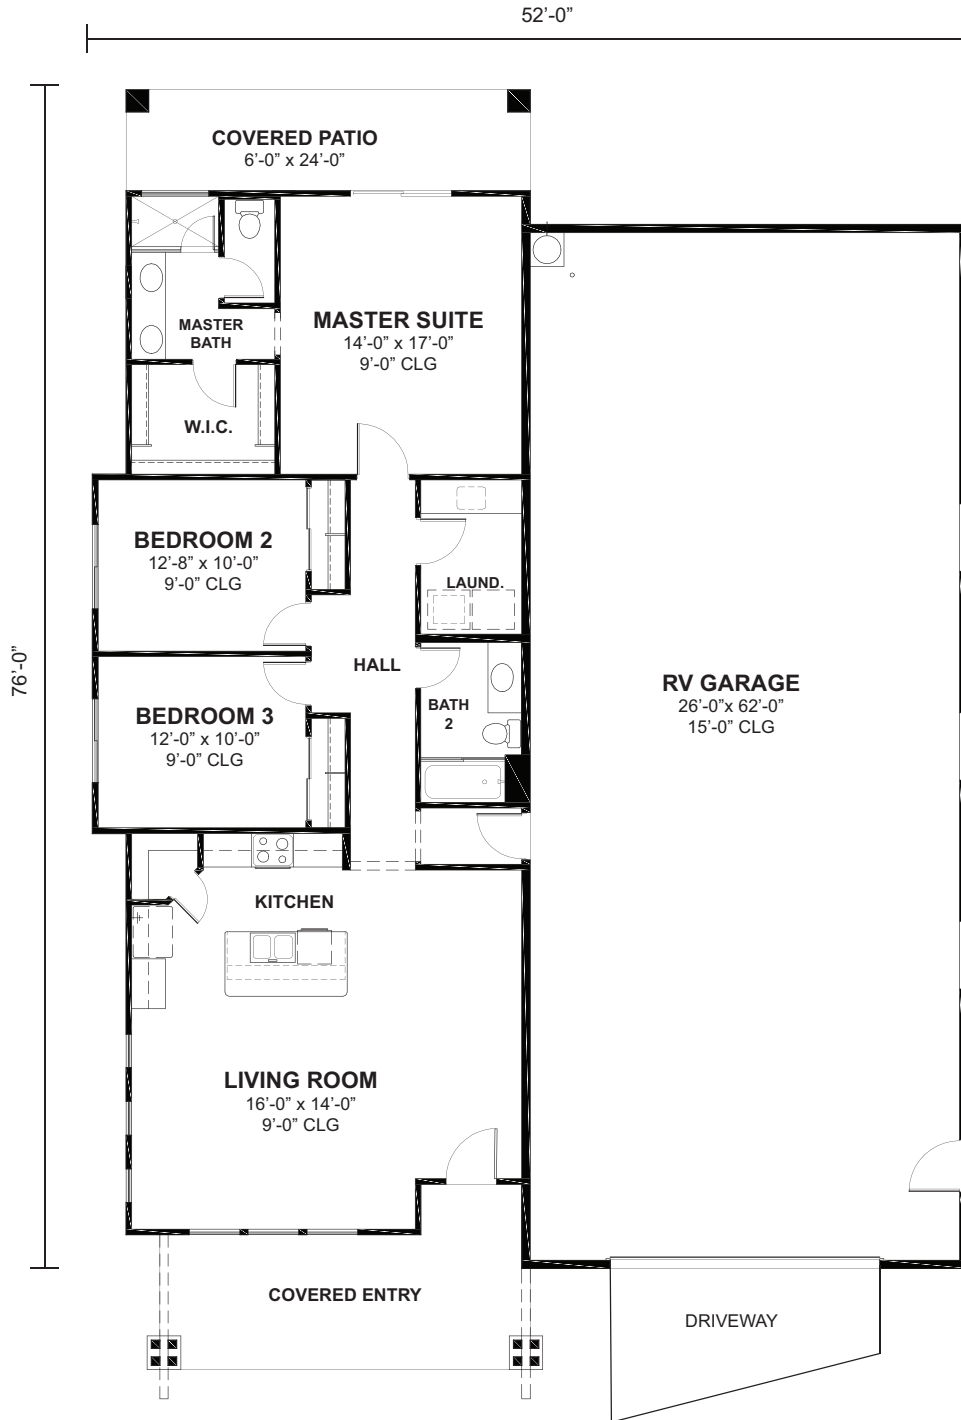 52’-0”
COVERED PATIO
6’-0” x 24’-0”
MASTER
BATH
MASTER SUITE
14’-0” x 17’-0”
9’-0” CLG
W.I.C.
BEDROOM 2
12’-8” x 10’-0”
9’-0” CLG
LAUND.
76’-0”
HALL
BEDROOM 3
12’-0” x 10’-0”
9’-0” CLG
BATH
2
RV GARAGE
26’-0”x 62’-0”
15’-0” CLG
KITCHEN
LIVING ROOM
16’-0” x 14’-0”
9’-0” CLG
COVERED ENTRY
DRIVEWAY